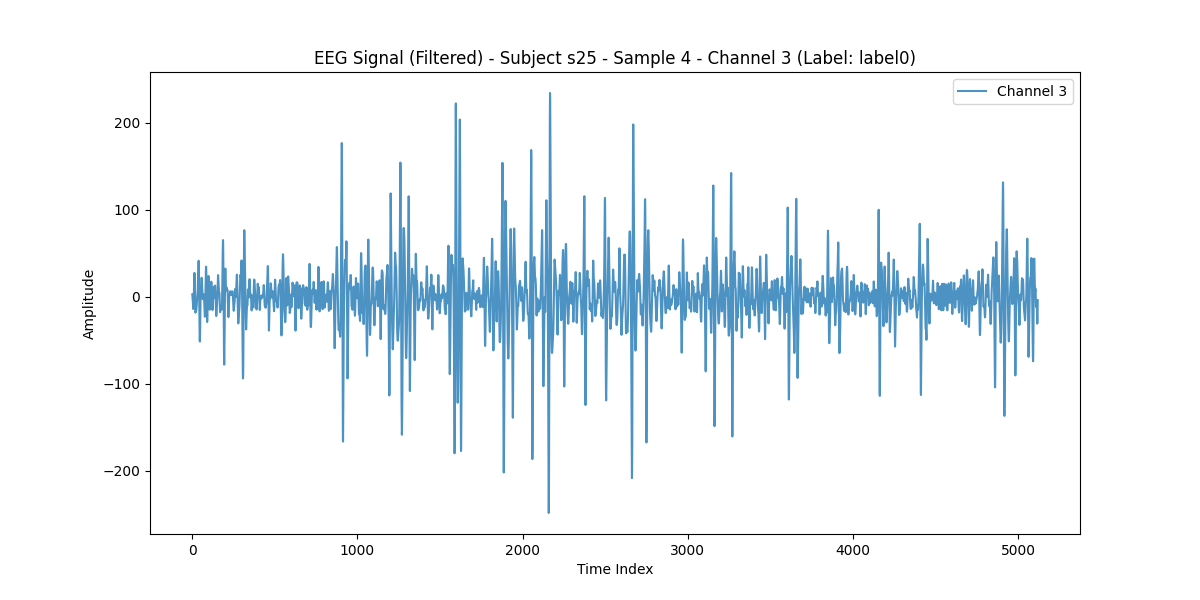 EEG Signal (Filtered) - Subject s25 - Sample 4 - Channel 3 (Label: label0)
Channel 3
200
100
0
−100
−200
Amplitude
0 1000 2000 3000 4000 5000
Time Index